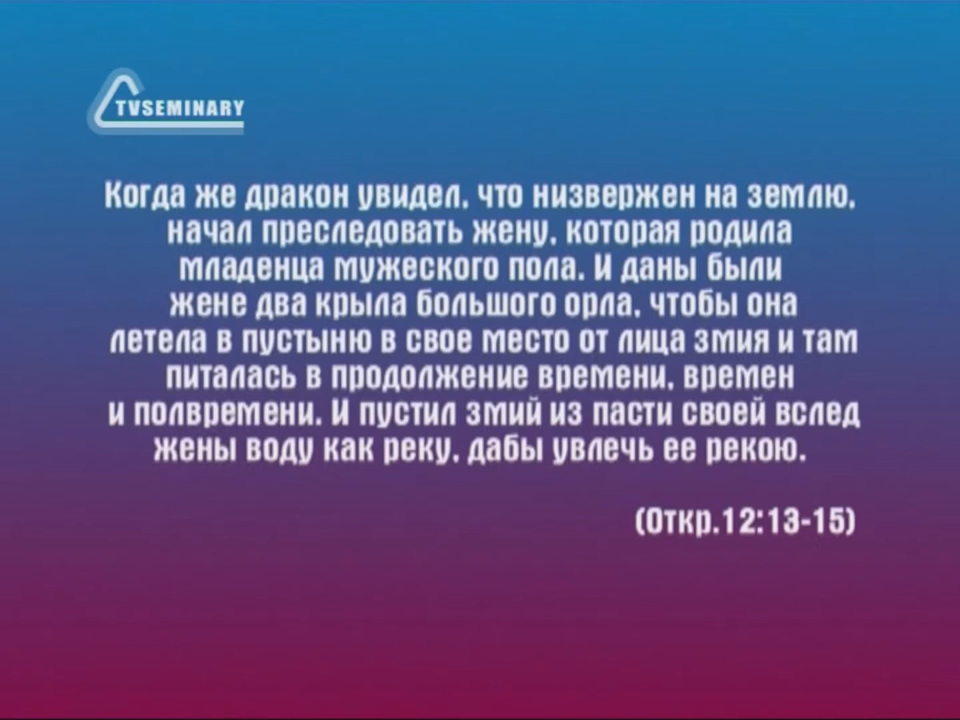 TVSEMINARY
Когда же дракон увидел, что низвержен на землю,
начал преследовать жену, которая родила
младенца мужеского пола. И даны были
жене два крыла большого орла, чтобы она
летела в пустыню в свое место от лица змия и там
питалась в продолжение времени, времен
и полвремени. И пустил змий из пасти своей вслед
жены воду как реку, дабы увлечь ее рекою.
(Откр.12:13-15)